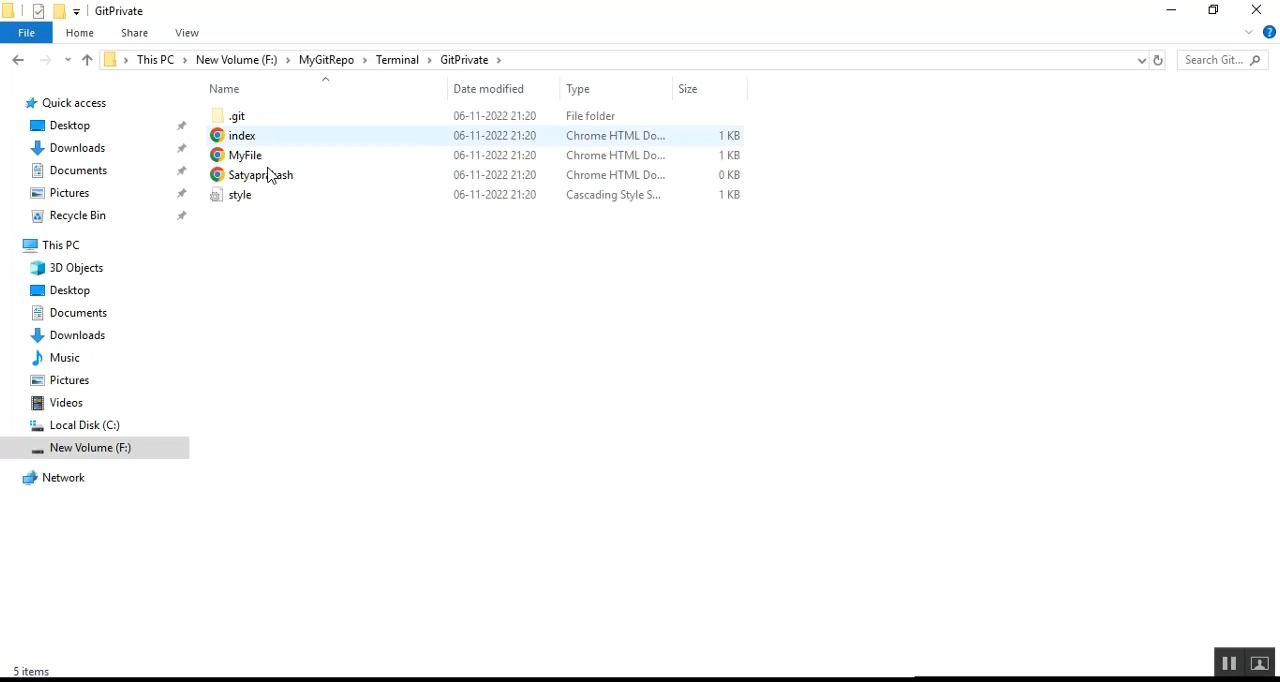 GitPrivate
File Home Share View
This PC New Volume (F:) MyGitRepo Terminal GitPrivate Search Git...
Name Date modified Type Size
.git 06-11-2022 21:20 File folder
index 06-11-2022 21:20 Chrome HTML Do... 1 KB
MyFile 06-11-2022 21:20 Chrome HTML Do... 1 KB
Satyaprakash 06-11-2022 21:20 Chrome HTML Do... 0 KB
style 06-11-2022 21:20 Cascading Style S... 1 KB
Quick access
Desktop
Downloads
Documents
Pictures
Recycle Bin
This PC
3D Objects
Desktop
Documents
Downloads
Music
Pictures
Videos
Local Disk (C:)
New Volume (F:)
Network
5 items